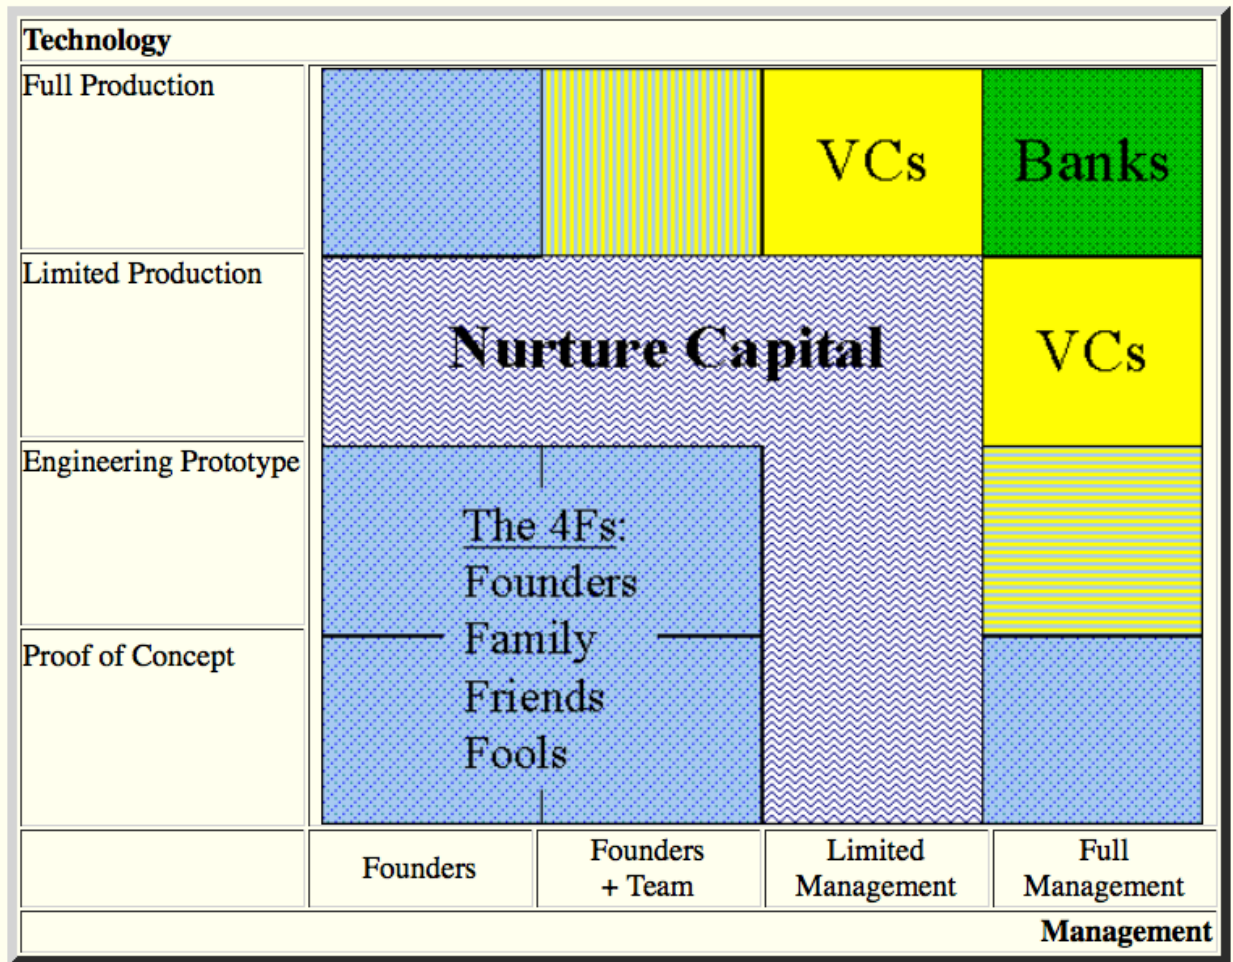 Technology
Full Production
VCs
Banks
Limited Production
Nurture Capital
VCs
Engineering Prototype
The 4Fs:
Founders
Family
Friends
Fools
Proof of Concept
Founders
Founders
+ Team
Limited
Management
Full
Management
Management